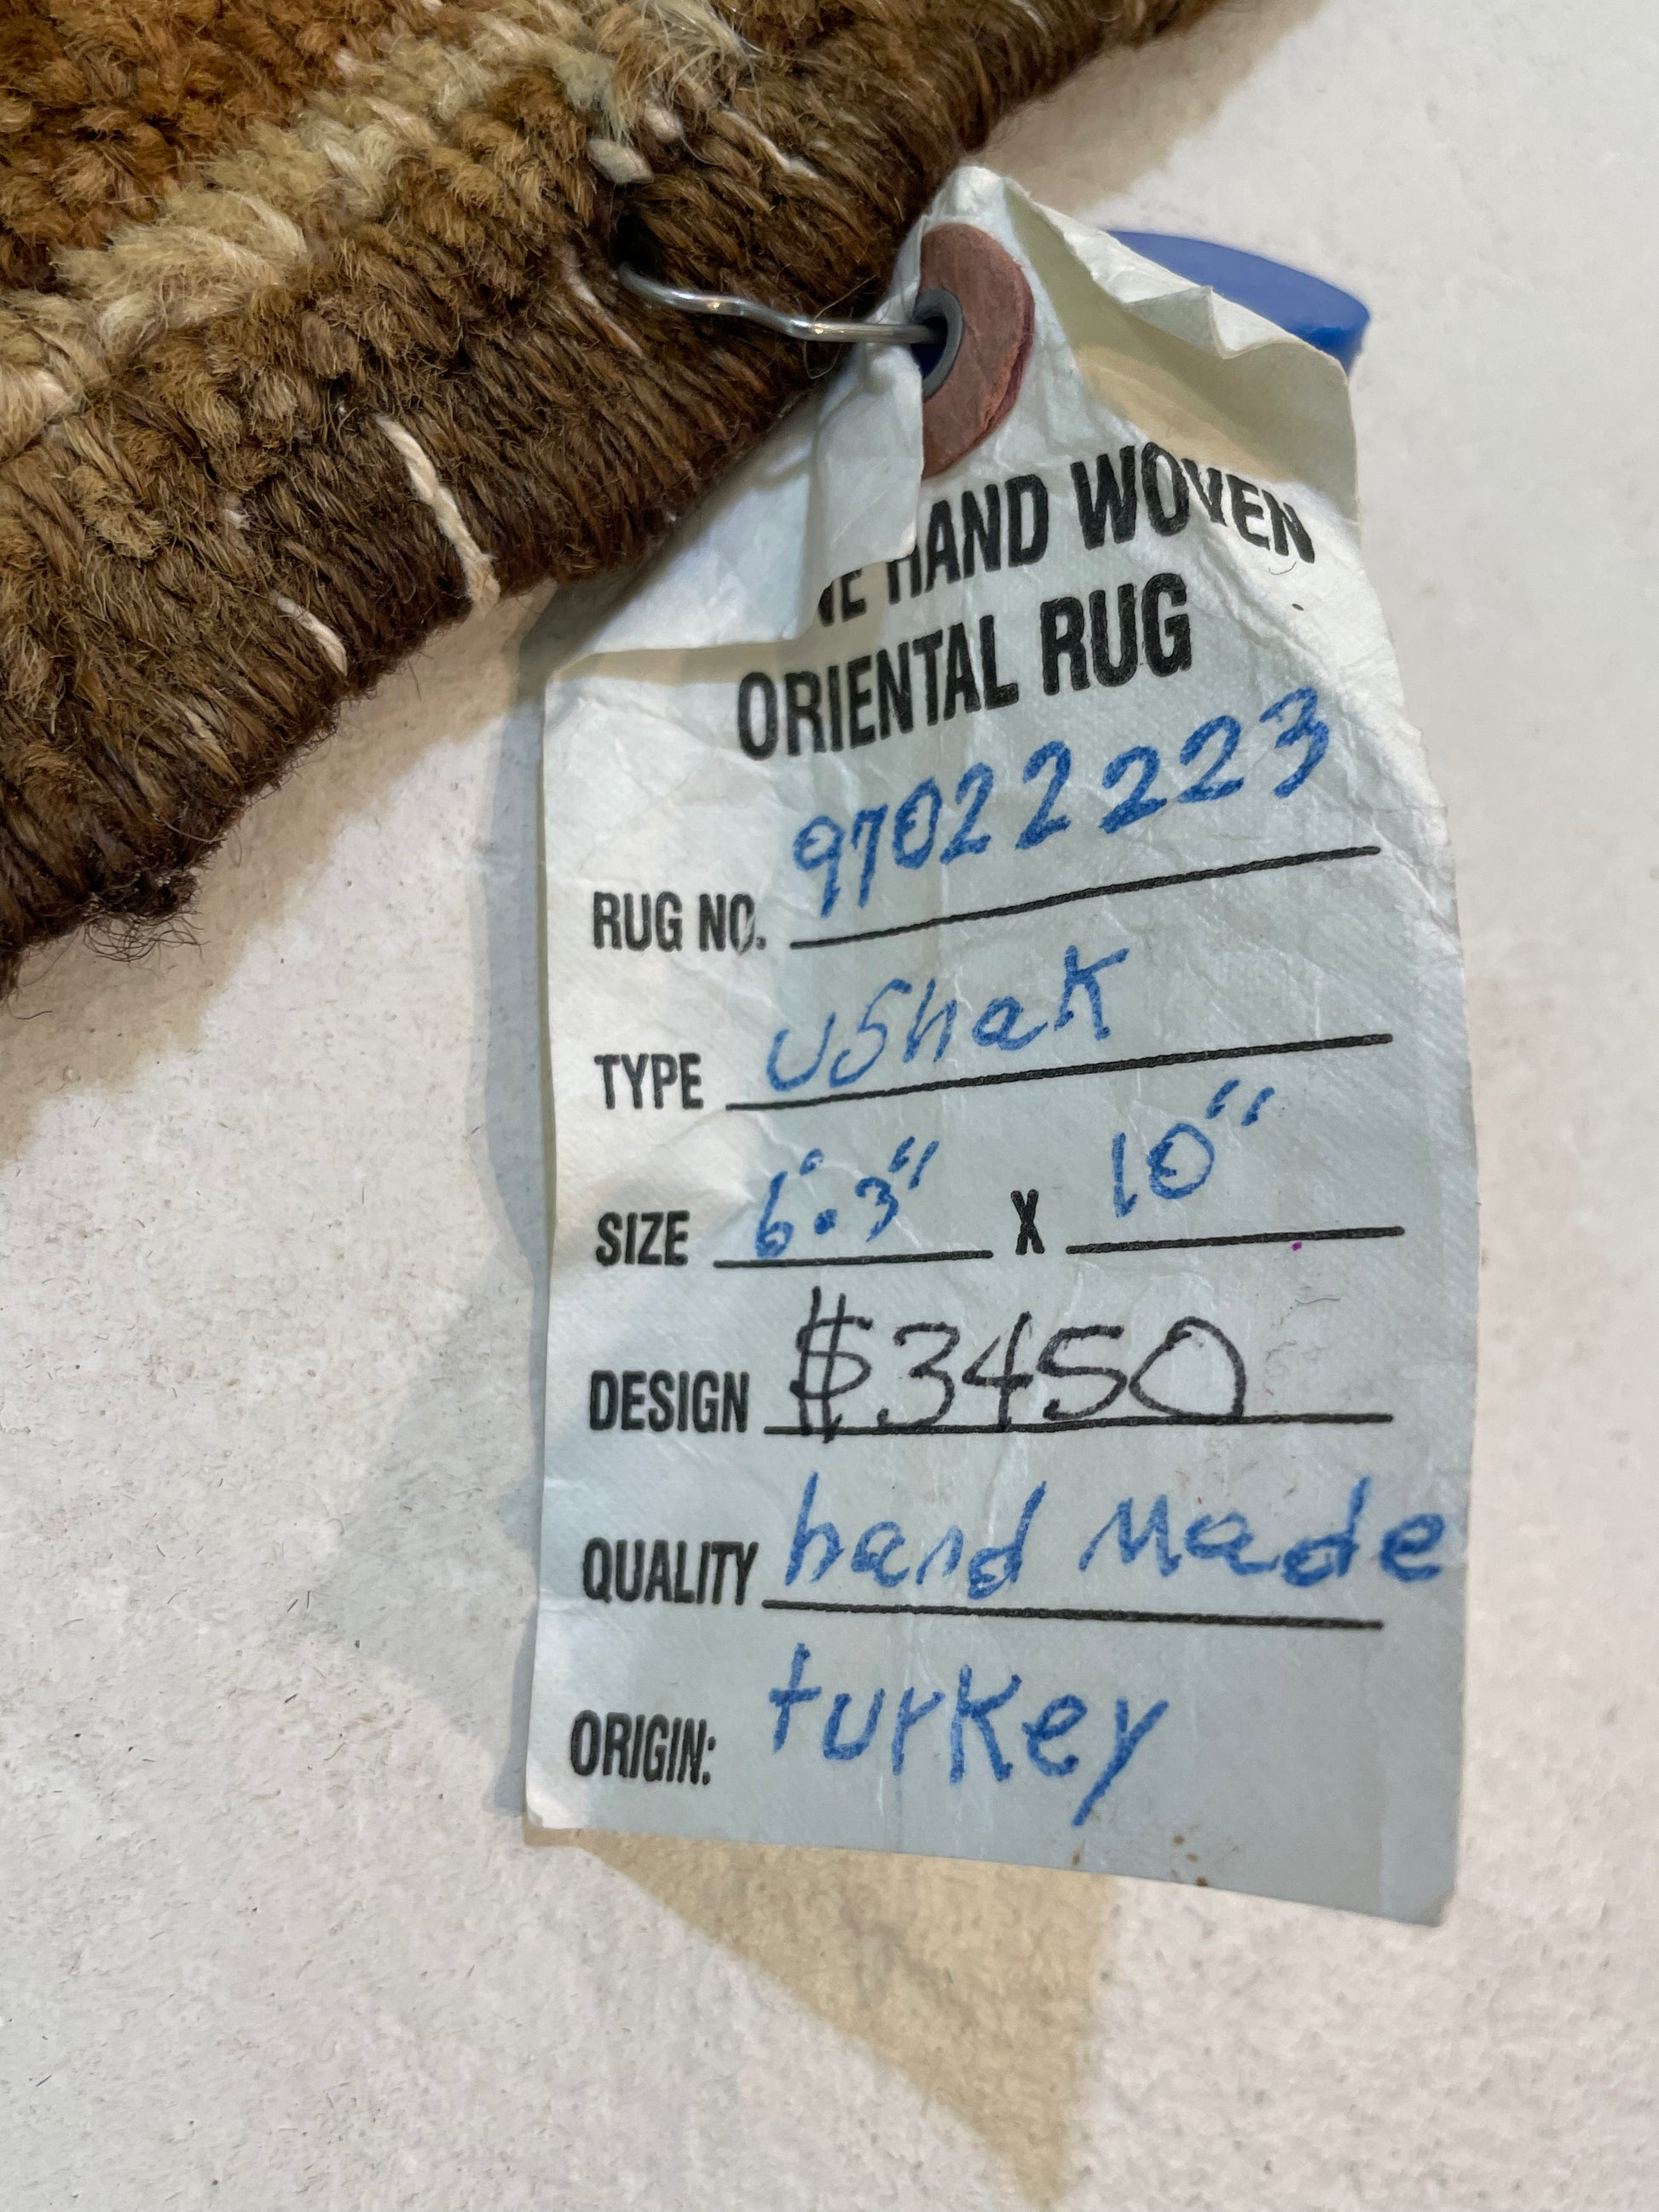 HAND WOVEN
ORIENTAL RUG
RUG NO. 97022223
TYPE Ushak
SIZE 6'.3" X 10"
DESIGN $3450
QUALITY hand Made
ORIGIN: turkey